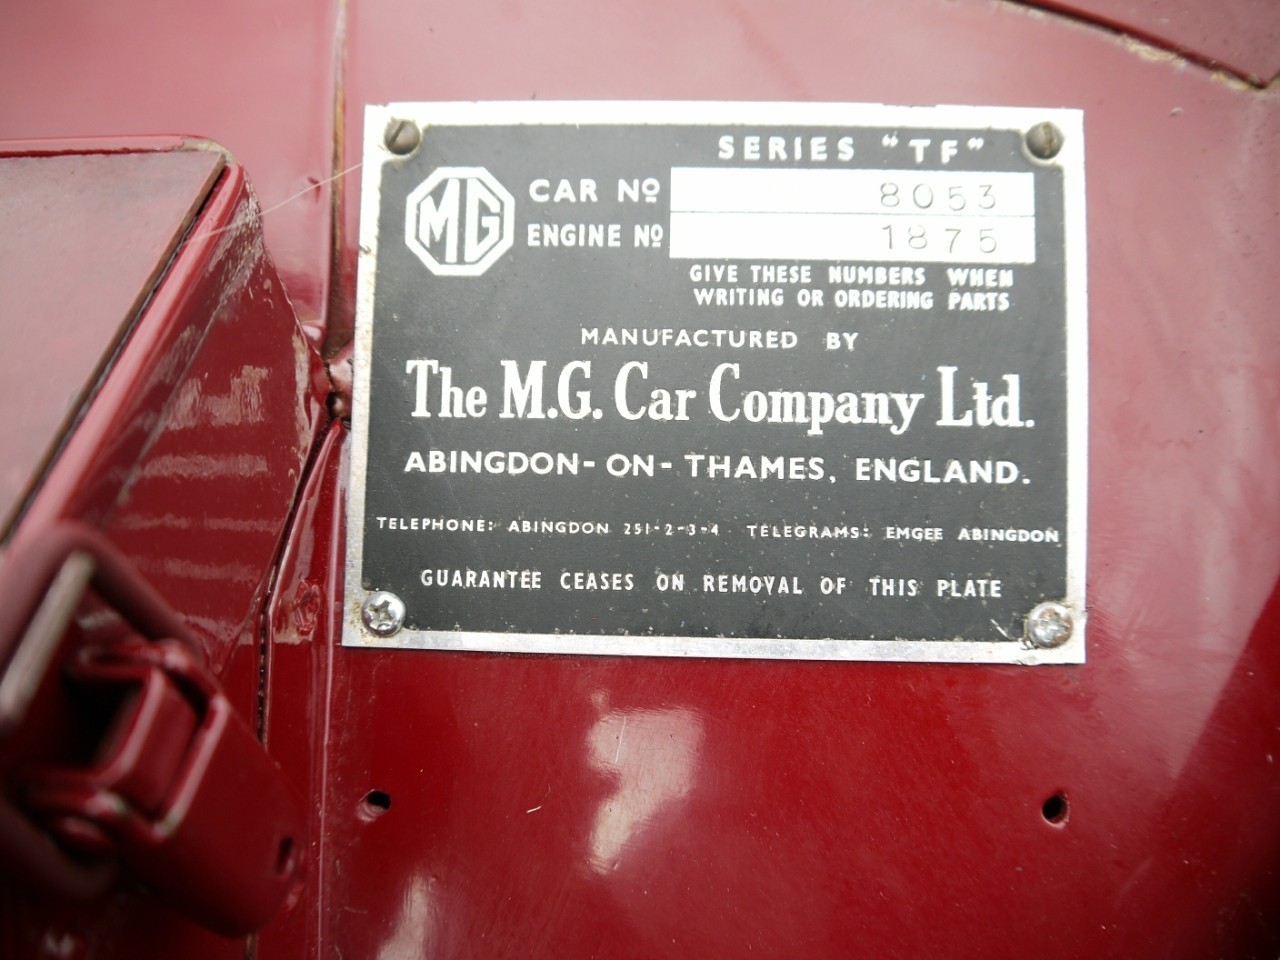 SERIES "TF"
MG
CAR Nº 8053
ENGINE Nº 1875
GIVE THESE NUMBERS WHEN
WRITING OR ORDERING PARTS
MANUFACTURED BY
The M.G. Car Company Ltd.
ABINGDON-ON-THAMES, ENGLAND.
TELEPHONE: ABINGDON 251-2-3-4 TELEGRAMS: EMGEE ABINGDON
GUARANTEE CEASES ON REMOVAL OF THIS PLATE